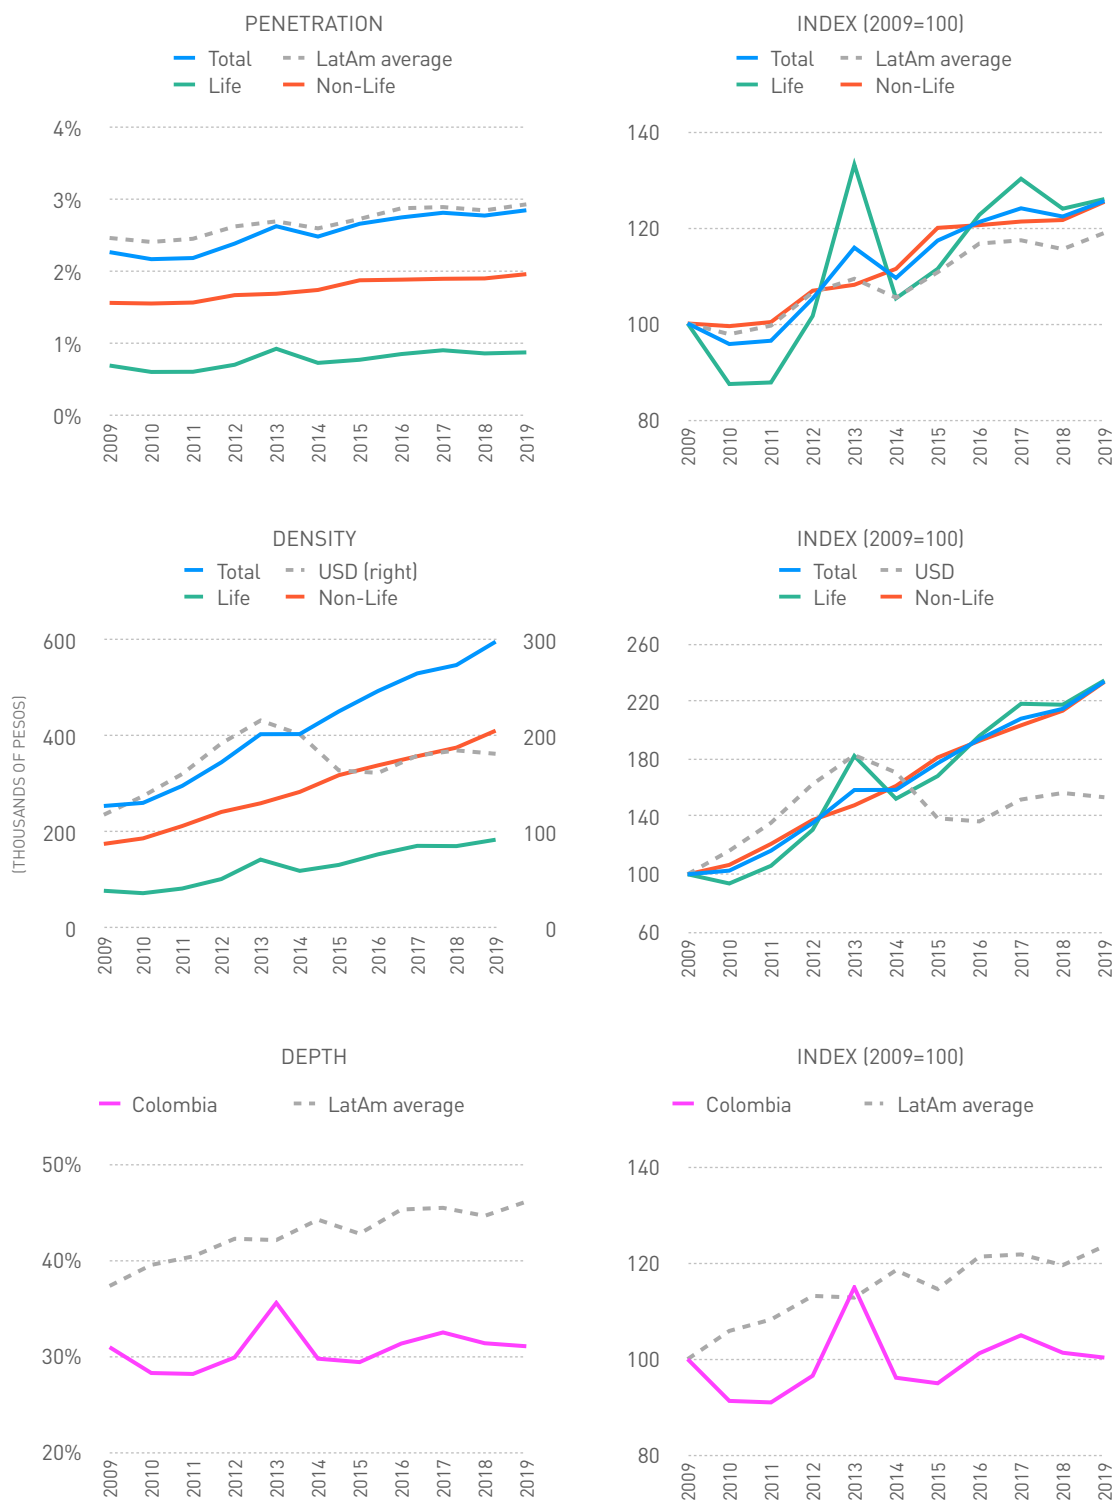 PENETRATION
Total LatAm average
Life Non-Life
4%
3%
2%
1%
0%
2009 2010 2011 2012 2013 2014 2015 2016 2017 2018 2019
INDEX (2009=100)
Total LatAm average
Life Non-Life
140
120
100
80
2009 2010 2011 2012 2013 2014 2015 2016 2017 2018 2019
DENSITY
Total USD (right)
Life Non-Life
(THOUSANDS OF PESOS)
600 300
400 200
200 100
0 0
2009 2010 2011 2012 2013 2014 2015 2016 2017 2018 2019
INDEX (2009=100)
Total USD
Life Non-Life
260
220
180
140
100
60
2009 2010 2011 2012 2013 2014 2015 2016 2017 2018 2019
DEPTH
Colombia LatAm average
50%
40%
30%
20%
2009 2010 2011 2012 2013 2014 2015 2016 2017 2018 2019
INDEX (2009=100)
Colombia LatAm average
140
120
100
80
2009 2010 2011 2012 2013 2014 2015 2016 2017 2018 2019